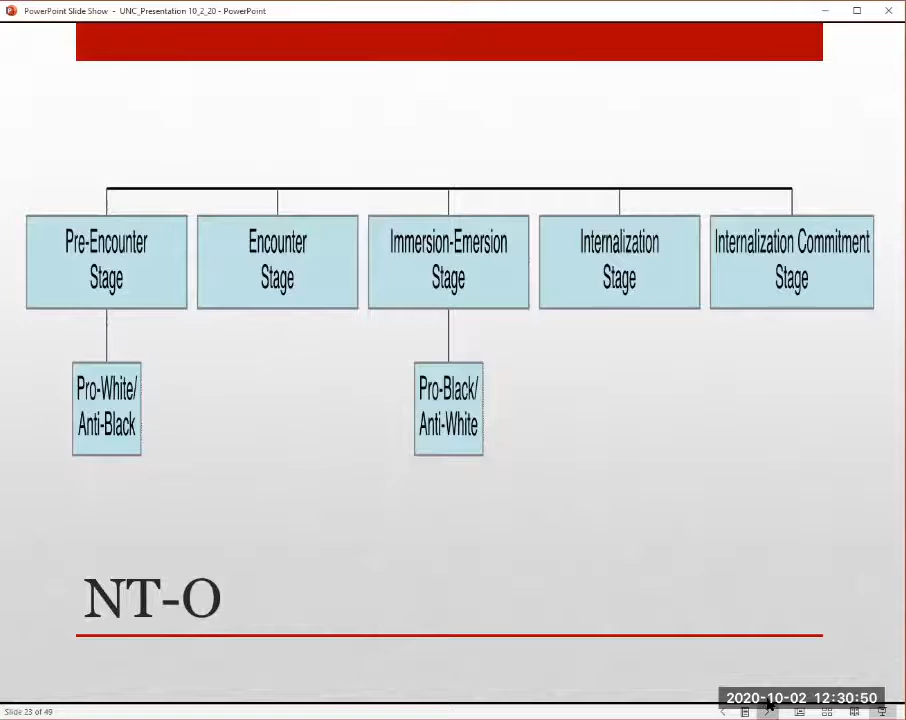 PowerPoint Slide Show - UNC_Presentation 10_2_20 - PowerPoint
Pre-Encounter
Stage
Encounter
Stage
Immersion-Emersion
Stage
Internalization
Stage
Internalization Commitment
Stage
Pro-White/
Anti-Black
Pro-Black/
Anti-White
NT-O
2020-10-02 12:30:50
Slide 23 of 49